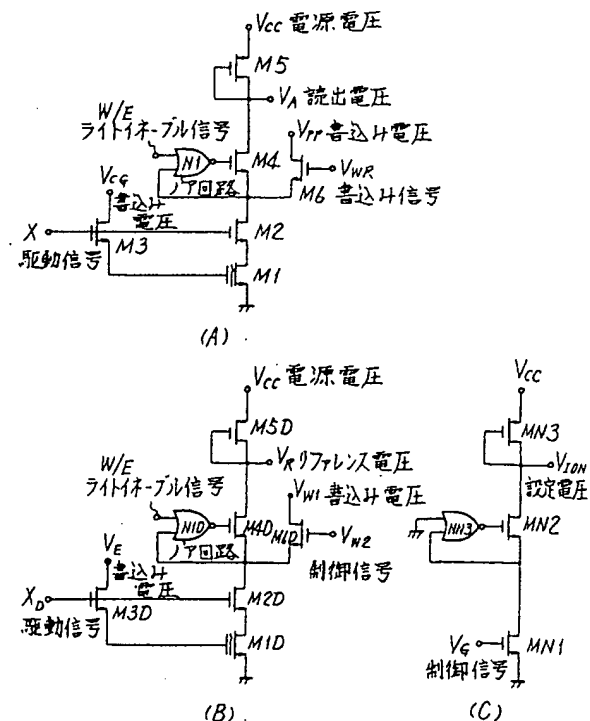 Vcc 電源電圧
M5
VA 読出電圧
W/E
ライトイネーブル信号
VPP 書込み電圧
N1
M4
VWR
ノア回路
M6 書込み信号
VCG
書込み
電圧
X
M3
M2
駆動信号
M1
(A)
Vcc 電源電圧
M5D
VR リファレンス電圧
W/E
ライトイネーブル信号
VW1 書込み電圧
N1D
M4D
M6D
VW2
ノア回路
制御信号
VE
書込み
電圧
XD
M3D
M2D
駆動信号
M1D
(B)
Vcc
MN3
VION
設定電圧
NN3
MN2
VG
MN1
制御信号
(C)